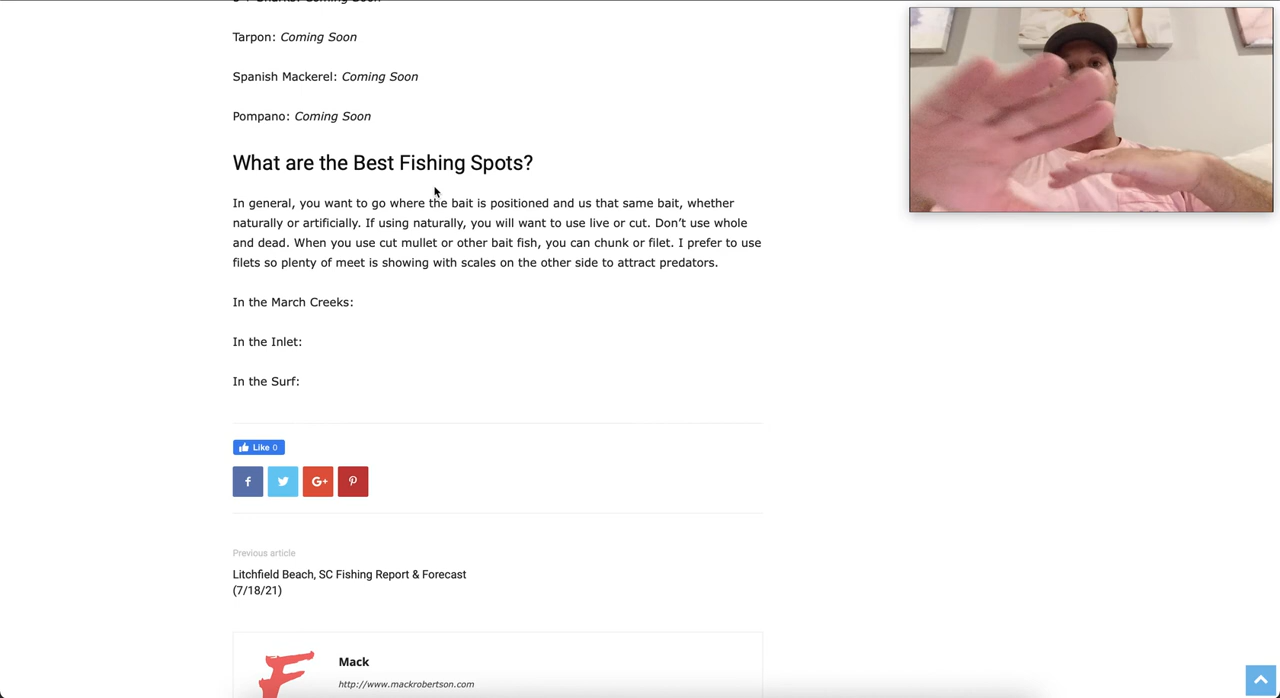 Tarpon: Coming Soon
Spanish Mackerel: Coming Soon
Pompano: Coming Soon
What are the Best Fishing Spots?
In general, you want to go where the bait is positioned and us that same bait, whether
naturally or artificially. If using naturally, you will want to use live or cut. Don't use whole
and dead. When you use cut mullet or other bait fish, you can chunk or filet. I prefer to use
filets so plenty of meet is showing with scales on the other side to attract predators.
In the March Creeks:
In the Inlet:
In the Surf:
Like 0
Previous article
Litchfield Beach, SC Fishing Report & Forecast
(7/18/21)
Mack
http://www.mackrobertson.com